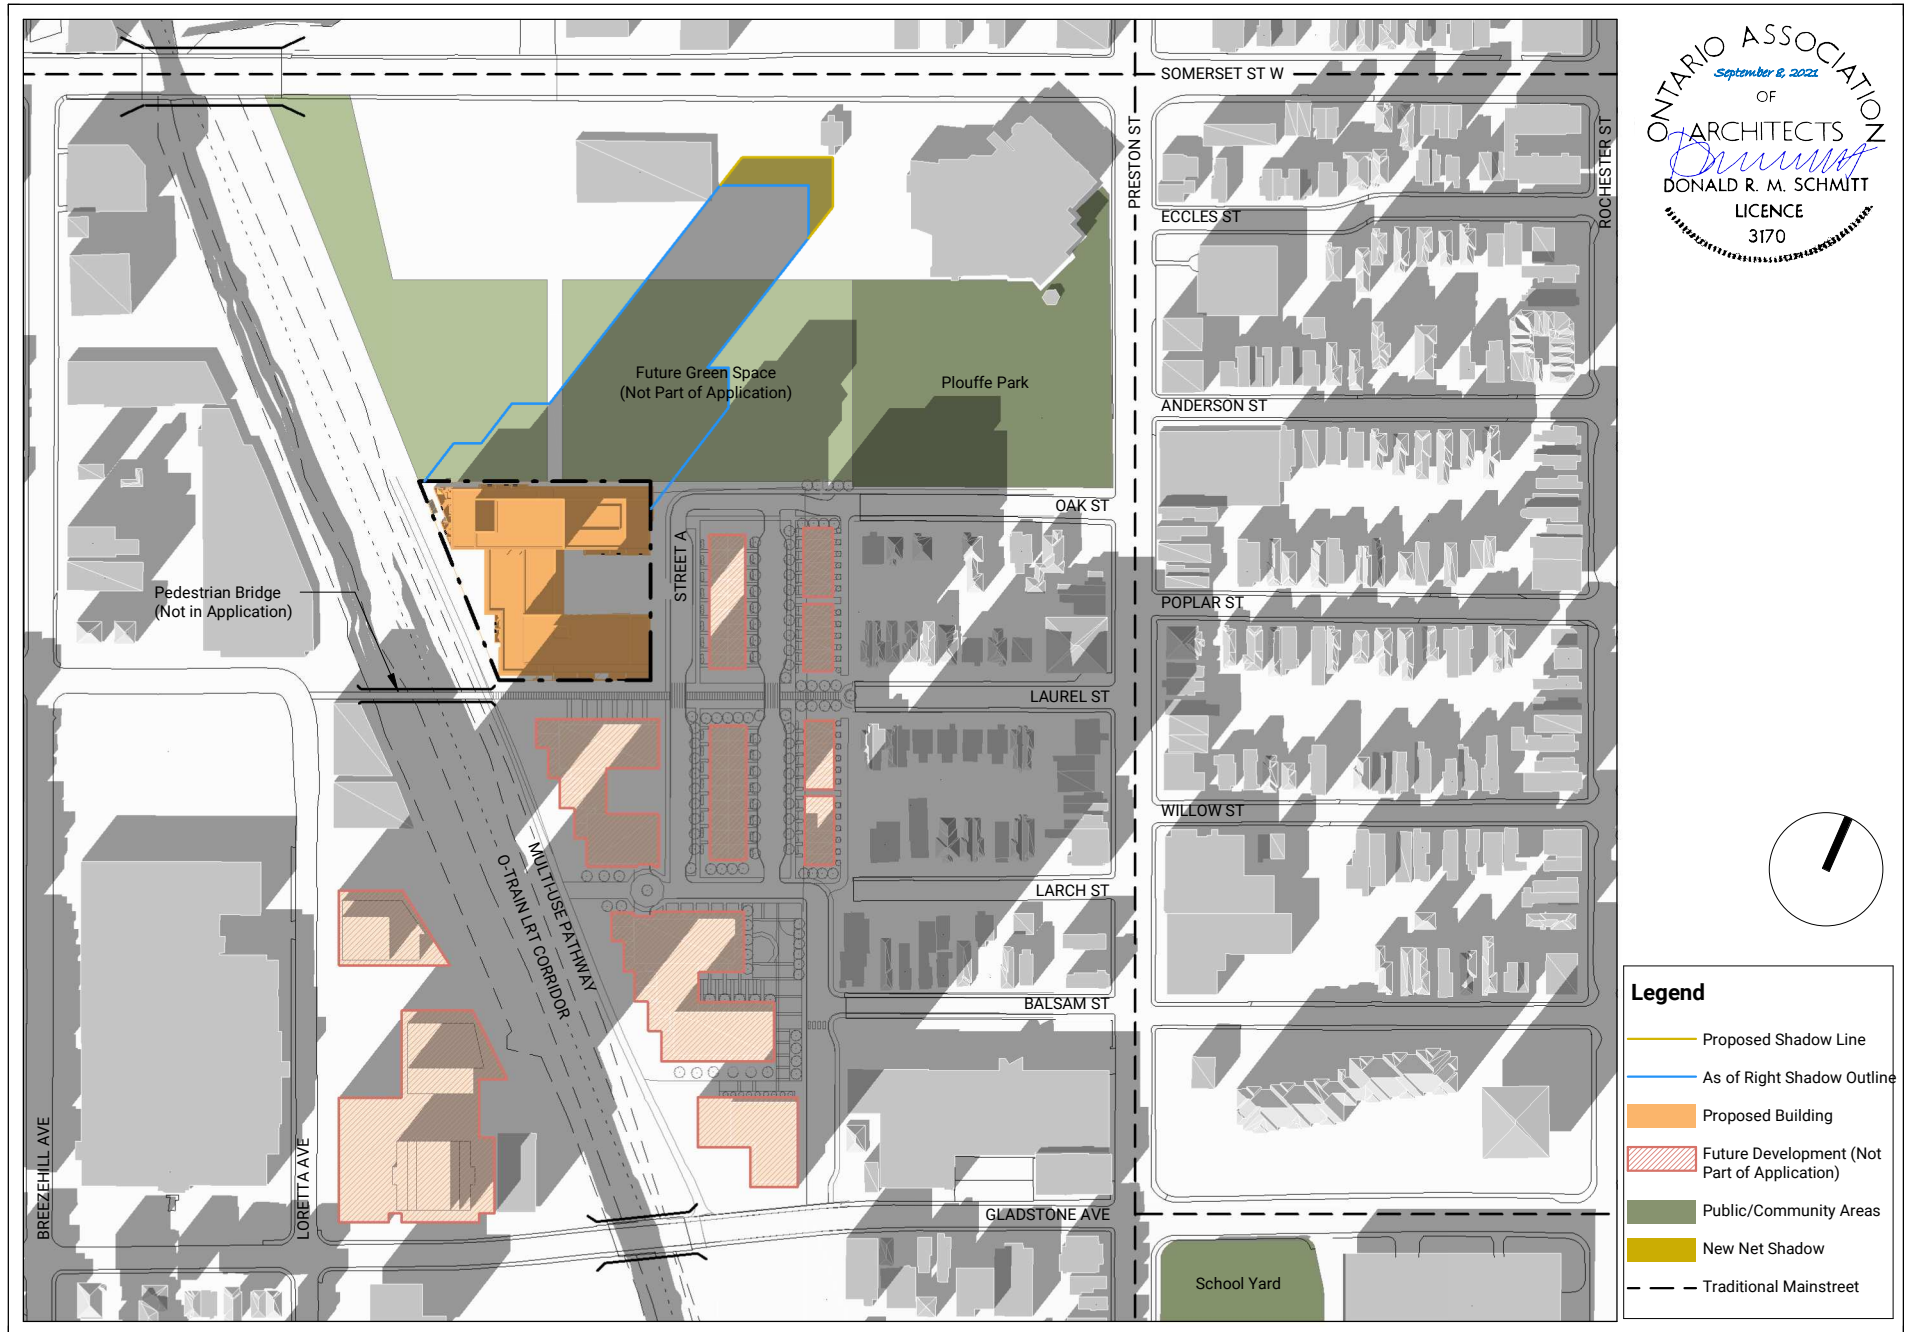 SOMERSET ST W
PRESTON ST
ROCHESTER ST
ECCLES ST
Future Green Space
(Not Part of Application)
Plouffe Park
ANDERSON ST
OAK ST
STREET A
Pedestrian Bridge
(Not in Application)
POPLAR ST
LAUREL ST
WILLOW ST
MULTI-USE PATHWAY
O-TRAIN LRT CORRIDOR
LARCH ST
BALSAM ST
BREEZEHILL AVE
LORETTA AVE
GLADSTONE AVE
School Yard
ONTARIO ASSOCIATION
September 8, 2021
OF
ARCHITECTS
DONALD R. M. SCHMITT
LICENCE
3170
Legend
Proposed Shadow Line
As of Right Shadow Outline
Proposed Building
Future Development (Not
Part of Application)
Public/Community Areas
New Net Shadow
Traditional Mainstreet